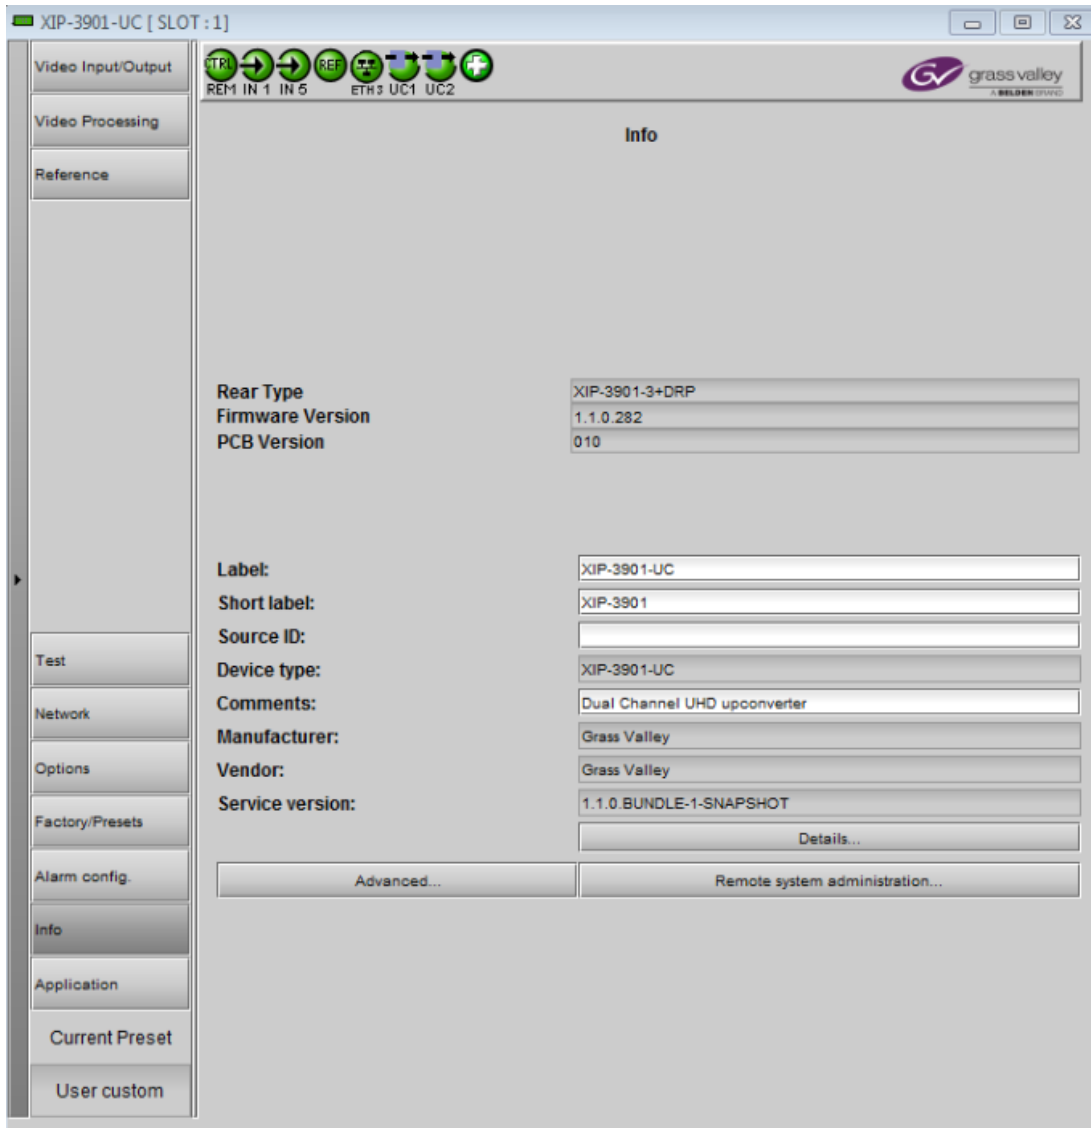 XIP-3901-UC [ SLOT : 1]
Video Input/Output
Video Processing
Reference
CTRL REF
REM IN 1 IN 5 ETH3 UC1 UC2
GV grass valley
A BELDEN BRAND
Info
Rear Type XIP-3901-3+DRP
Firmware Version 1.1.0.282
PCB Version 010
Label: XIP-3901-UC
Short label: XIP-3901
Source ID:
Device type: XIP-3901-UC
Comments: Dual Channel UHD upconverter
Manufacturer: Grass Valley
Vendor: Grass Valley
Service version: 1.1.0.BUNDLE-1-SNAPSHOT
Details...
Advanced... Remote system administration...
Test
Network
Options
Factory/Presets
Alarm config.
Info
Application
Current Preset
User custom